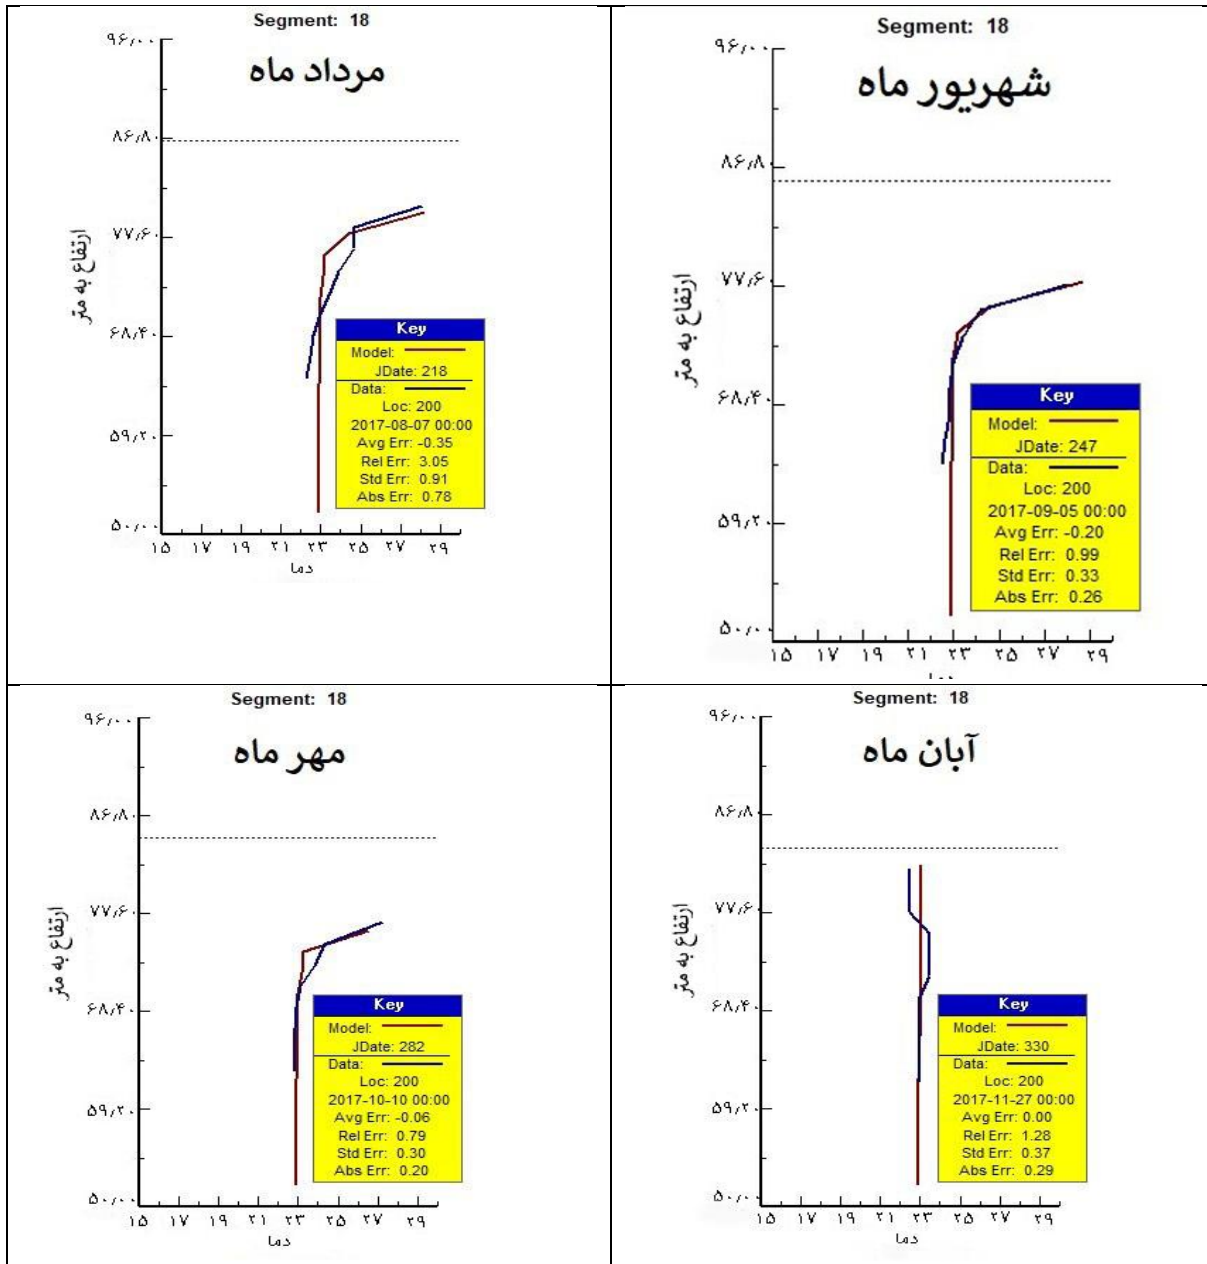 Segment: 18
مرداد ماه
۹۶٫۰۰
۸۶٫۸۰
۷۷٫۶۰
۶۸٫۴۰
۵۹٫۲۰
۵۰٫۰۰
ارتفاع به متر
۱۵ ۱۷ ۱۹ ۲۱ ۲۳ ۲۵ ۲۷ ۲۹
دما
Key
Model:
JDate: 218
Data:
Loc: 200
2017-08-07 00:00
Avg Err: -0.35
Rel Err: 3.05
Std Err: 0.91
Abs Err: 0.78
Segment: 18
شهریور ماه
۹۶٫۰۰
۸۶٫۸۰
۷۷٫۶۰
۶۸٫۴۰
۵۹٫۲۰
۵۰٫۰۰
ارتفاع به متر
۱۵ ۱۷ ۱۹ ۲۱ ۲۳ ۲۵ ۲۷ ۲۹
دما
Key
Model:
JDate: 247
Data:
Loc: 200
2017-09-05 00:00
Avg Err: -0.20
Rel Err: 0.99
Std Err: 0.33
Abs Err: 0.26
Segment: 18
مهر ماه
۹۶٫۰۰
۸۶٫۸۰
۷۷٫۶۰
۶۸٫۴۰
۵۹٫۲۰
۵۰٫۰۰
ارتفاع به متر
۱۵ ۱۷ ۱۹ ۲۱ ۲۳ ۲۵ ۲۷ ۲۹
دما
Key
Model:
JDate: 282
Data:
Loc: 200
2017-10-10 00:00
Avg Err: -0.06
Rel Err: 0.79
Std Err: 0.30
Abs Err: 0.20
Segment: 18
آبان ماه
۹۶٫۰۰
۸۶٫۸۰
۷۷٫۶۰
۶۸٫۴۰
۵۹٫۲۰
۵۰٫۰۰
ارتفاع به متر
۱۵ ۱۷ ۱۹ ۲۱ ۲۳ ۲۵ ۲۷ ۲۹
دما
Key
Model:
JDate: 330
Data:
Loc: 200
2017-11-27 00:00
Avg Err: 0.00
Rel Err: 1.28
Std Err: 0.37
Abs Err: 0.29